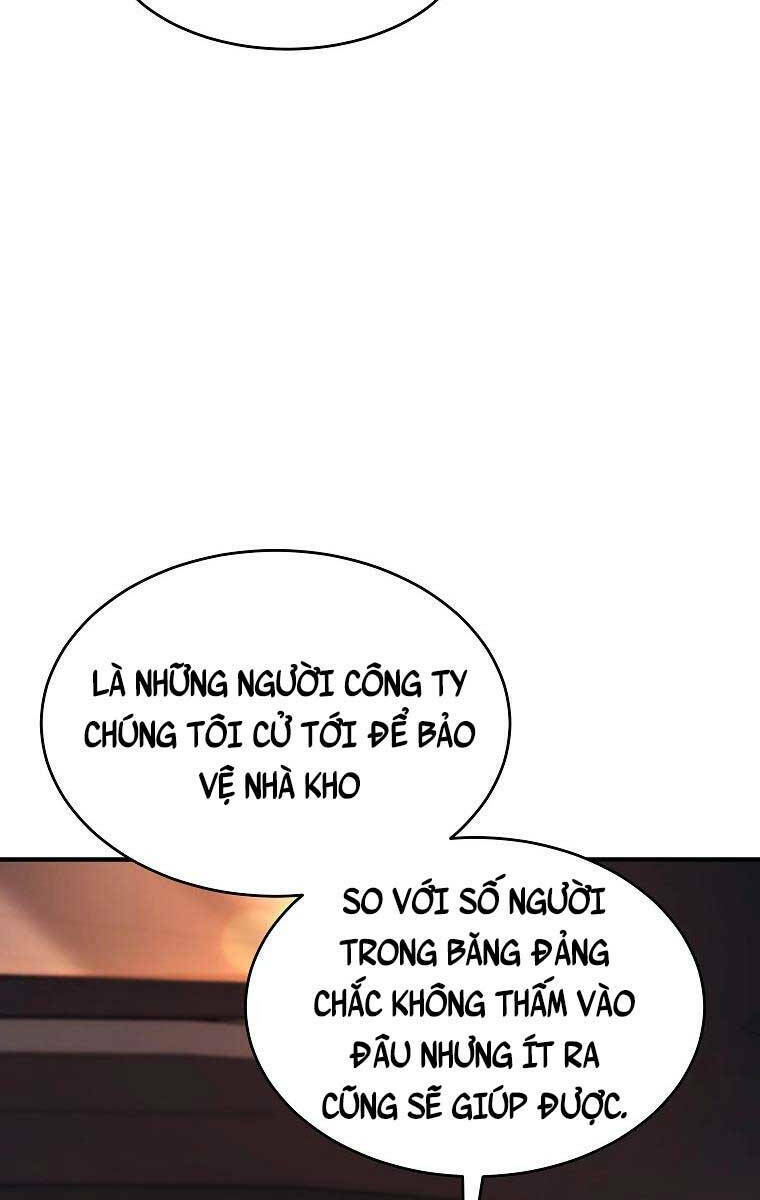 LÀ NHỮNG NGƯỜI CÔNG TY
CHÚNG TÔI CỬ TỚI ĐỂ BẢO
VỆ NHÀ KHO
SO VỚI SỐ NGƯỜI
TRONG BĂNG ĐẢNG
CHẮC KHÔNG THẤM VÀO
ĐÂU NHƯNG ÍT RA
CŨNG SẼ GIÚP ĐƯỢC.